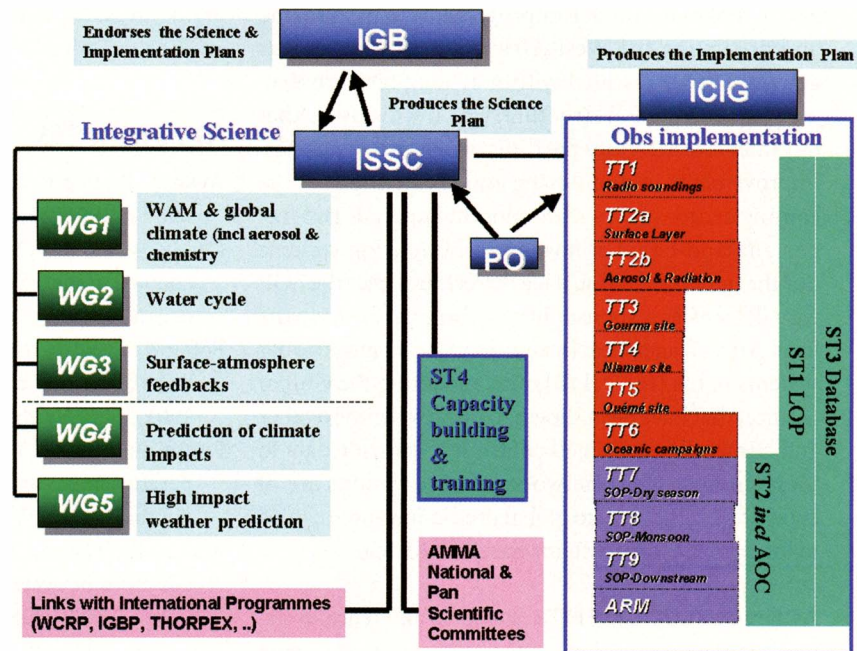 Endorses the Science &
Implementation Plans
IGB
Produces the Implementation Plan
ICIG
Produces the Science
Plan
Integrative Science
ISSC
Obs implementation
PO
WG1
WAM & global
climate (incl aerosol &
chemistry
WG2
Water cycle
WG3
Surface-atmosphere
feedbacks
WG4
Prediction of climate
impacts
WG5
High impact
weather prediction
ST4
Capacity
building
&
training
TT1
Radio soundings
TT2a
Surface Layer
TT2b
Aerosol & Radiation
TT3
Gourma site
TT4
Niamey site
TT5
Ouémé site
TT6
Oceanic campaigns
TT7
SOP-Dry season
TT8
SOP-Monsoon
TT9
SOP-Downstream
ARM
ST1 LOP
ST2 incl AOC
ST3 Database
Links with International Programmes
(WCRP, IGBP, THORPEX, ..)
AMMA
National &
Pan
Scientific
Committees